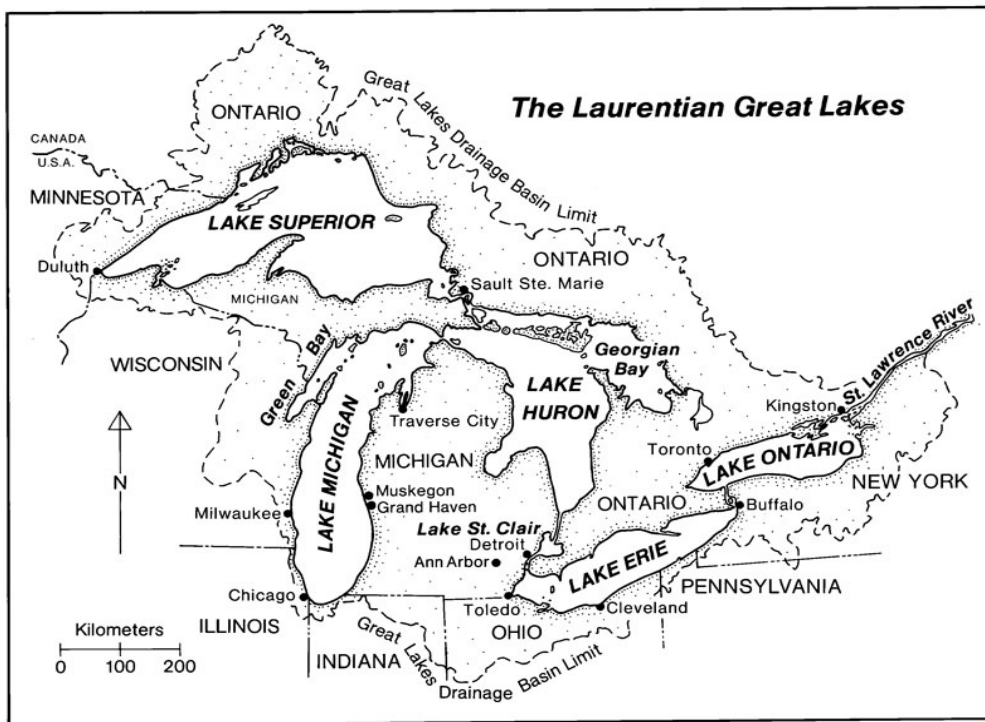 The Laurentian Great Lakes
Great Lakes Drainage Basin Limit
ONTARIO
CANADA
U.S.A.
MINNESOTA
LAKE SUPERIOR
ONTARIO
Duluth
Sault Ste. Marie
MICHIGAN
WISCONSIN
Green Bay
Georgian Bay
St. Lawrence River
LAKE HURON
Kingston
Traverse City
LAKE MICHIGAN
MICHIGAN
Toronto
LAKE ONTARIO
N
NEW YORK
Muskegon
Grand Haven
ONTARIO
Buffalo
Milwaukee
Lake St. Clair
Detroit
Ann Arbor
LAKE ERIE
PENNSYLVANIA
Chicago
Toledo
Cleveland
ILLINOIS
OHIO
Kilometers
0 100 200
INDIANA
Great Lakes
Drainage Basin Limit